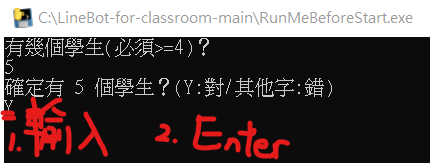 C:\LineBot-for-classroom-main\RunMeBeforeStart.exe
有幾個學生(必須>=4)？
5
確定有 5 個學生？(Y:對/其他字:錯)
Y
1.輸入 2.Enter